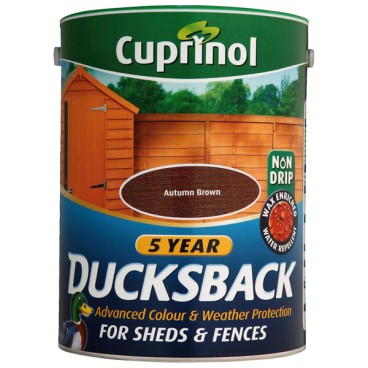 Cuprinol
NON
DRIP
Autumn Brown
WAX ENRICHED
WATER REPELLENT
5 YEAR
DUCKSBACK
Advanced Colour & Weather Protection
FOR SHEDS & FENCES